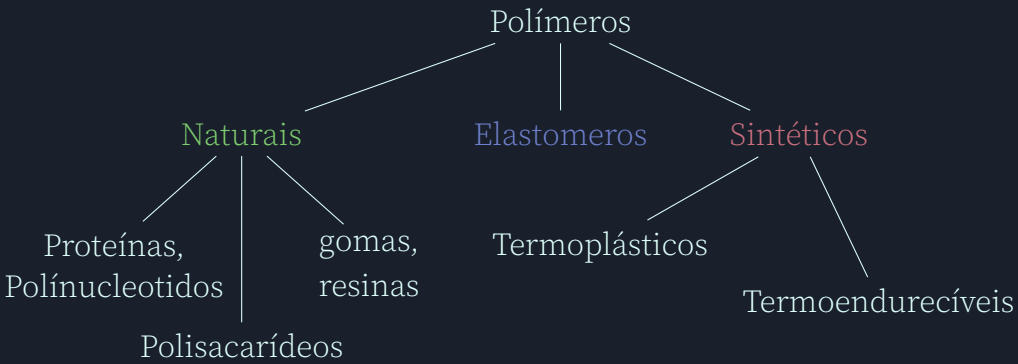 Polímeros
Naturais
Elastomeros
Sintéticos
Proteínas,
Polínucleotidos
gomas,
resinas
Termoplásticos
Termoendurecíveis
Polisacarídeos